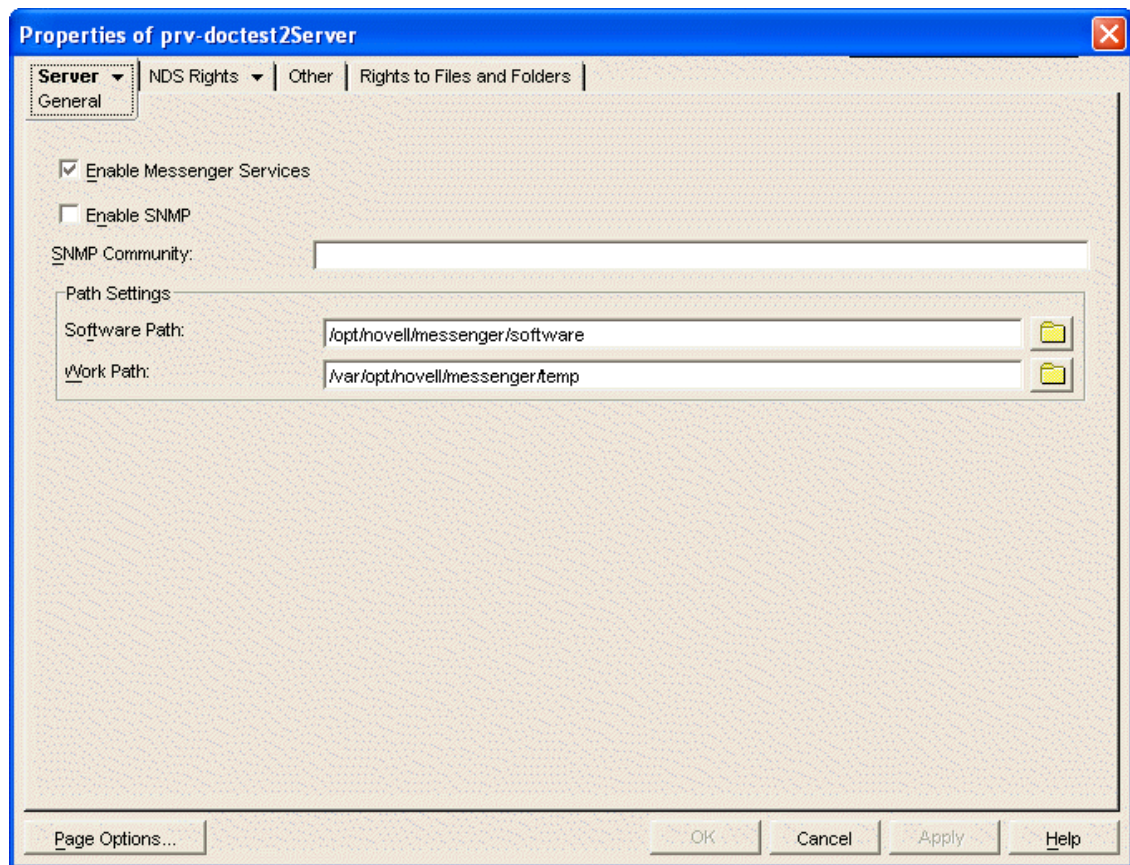 Properties of prv-doctest2Server
Server NDS Rights Other Rights to Files and Folders
General
Enable Messenger Services
Enable SNMP
SNMP Community:
Path Settings
Software Path: /opt/novell/messenger/software
Work Path: /var/opt/novell/messenger/temp
Page Options... OK Cancel Apply Help